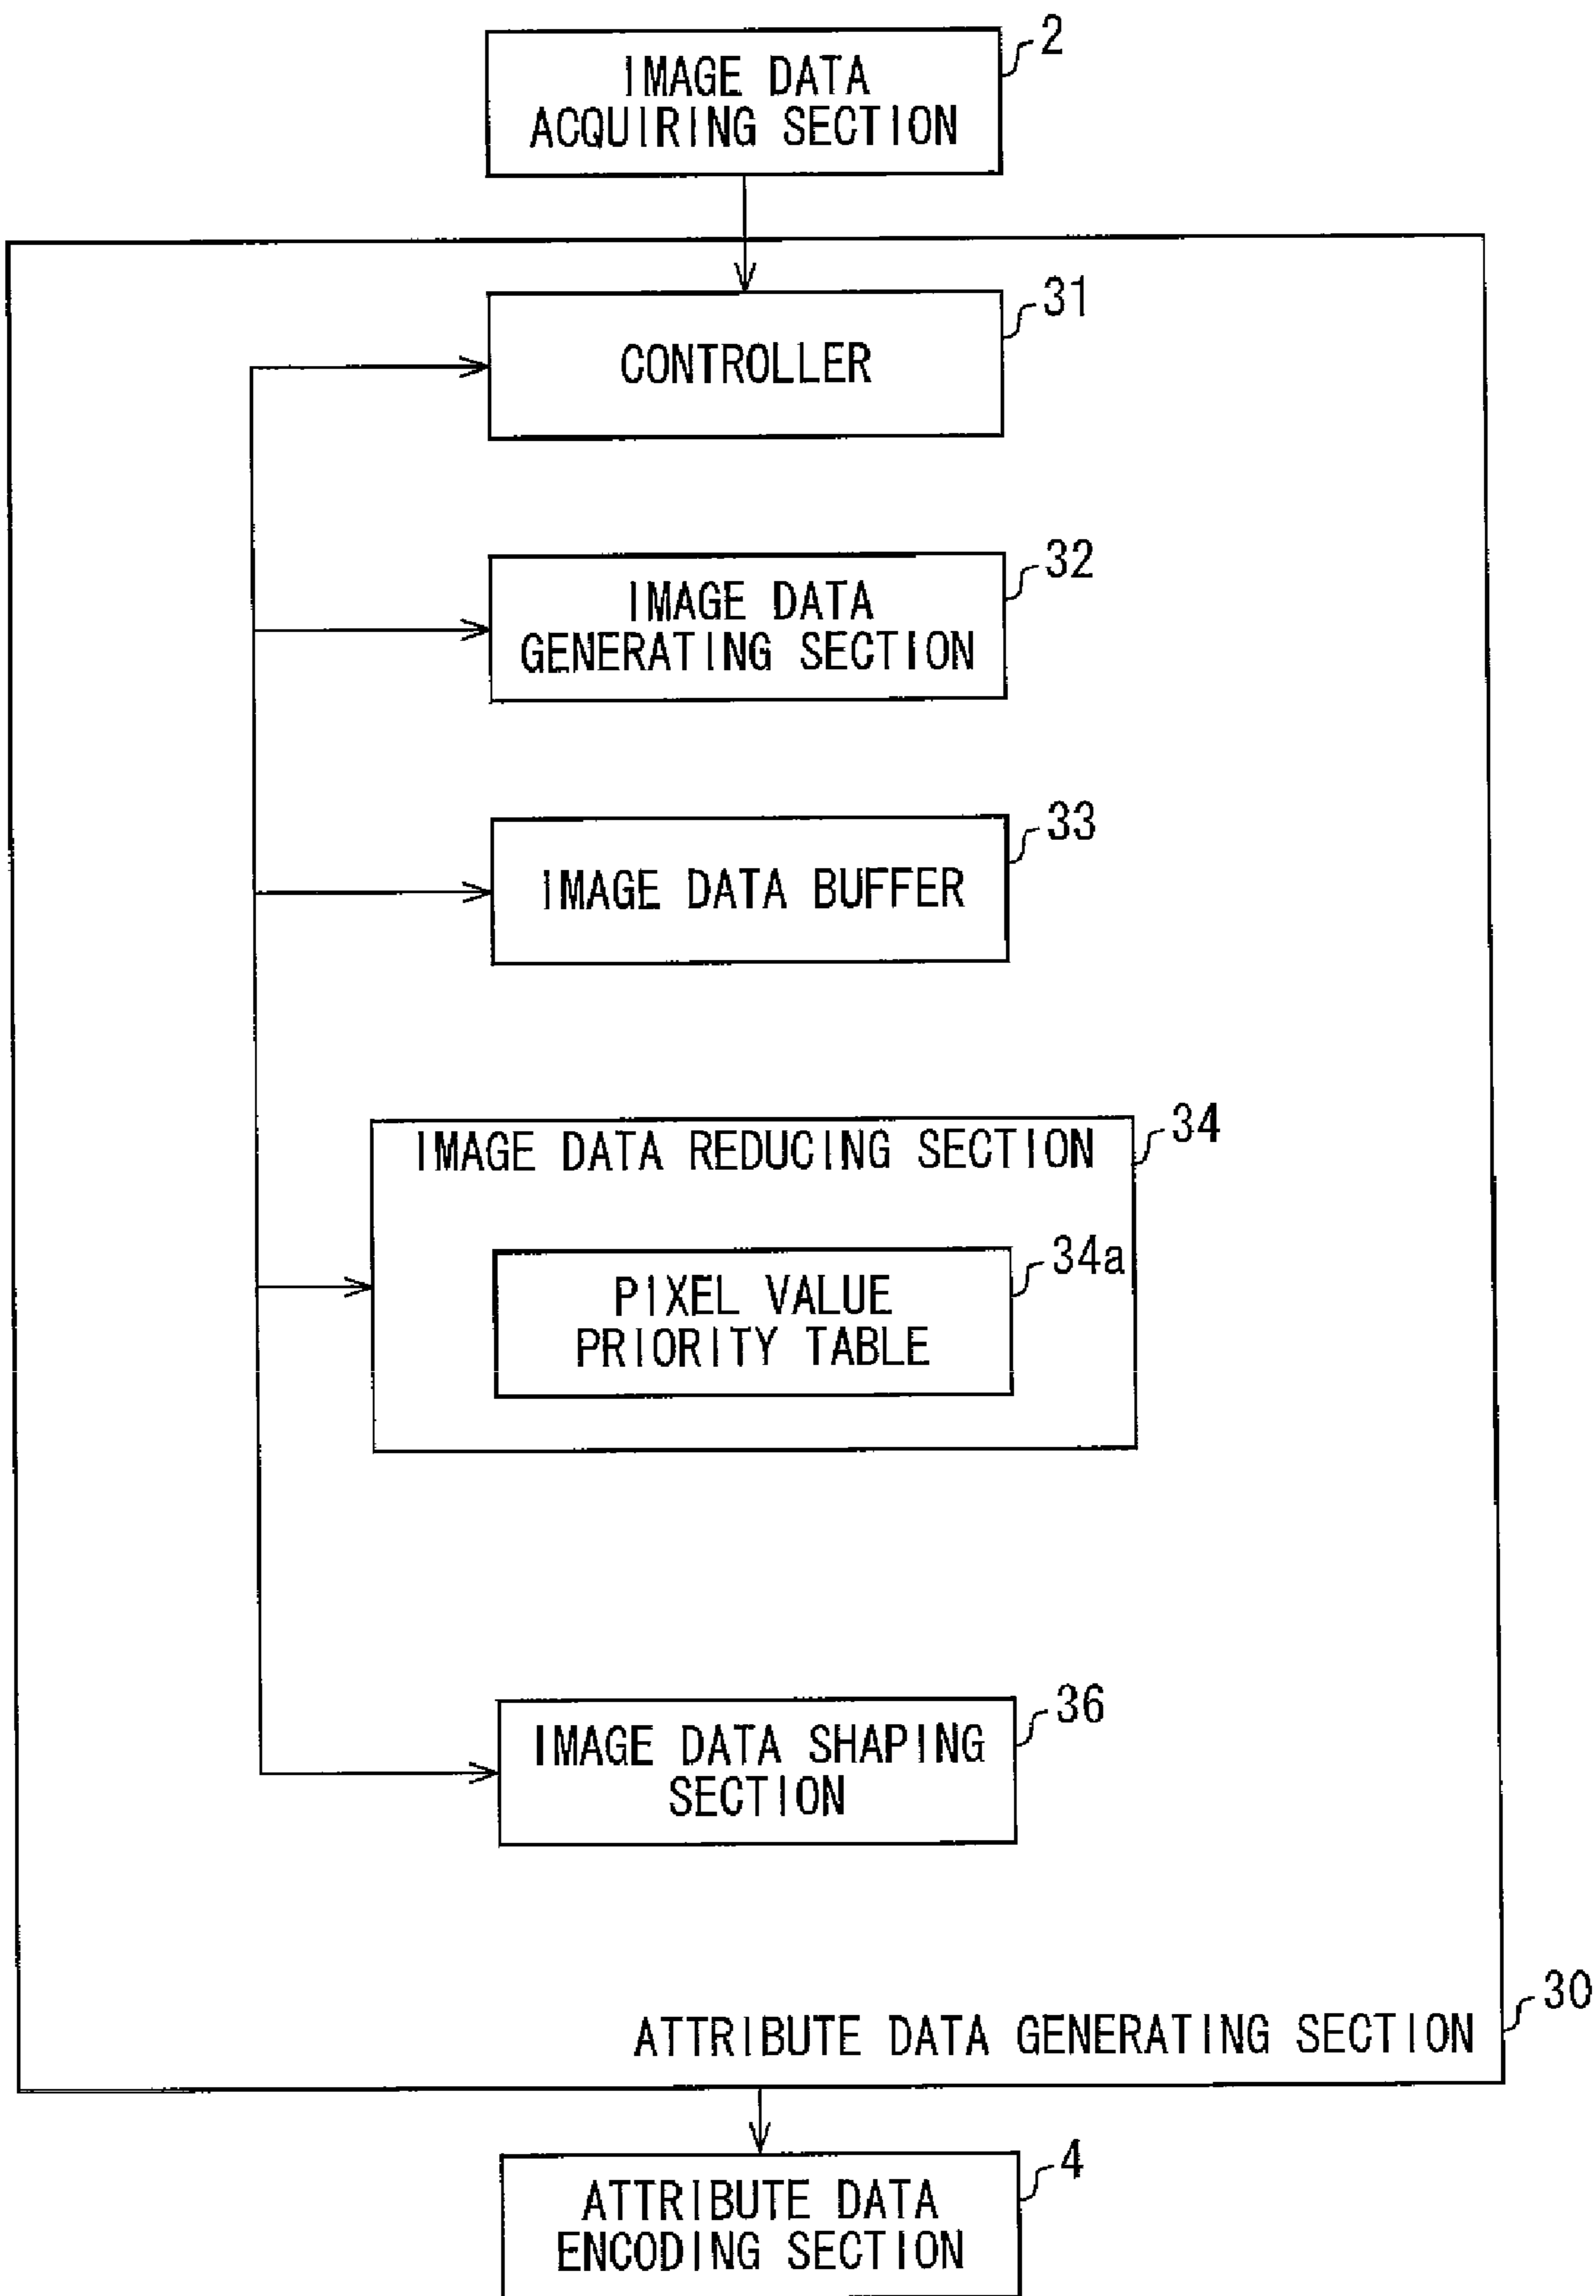 2
IMAGE DATA
ACQUIRING SECTION
31
CONTROLLER
32
IMAGE DATA
GENERATING SECTION
33
IMAGE DATA BUFFER
34
IMAGE DATA REDUCING SECTION
34a
PIXEL VALUE
PRIORITY TABLE
36
IMAGE DATA SHAPING
SECTION
30
ATTRIBUTE DATA GENERATING SECTION
4
ATTRIBUTE DATA
ENCODING SECTION